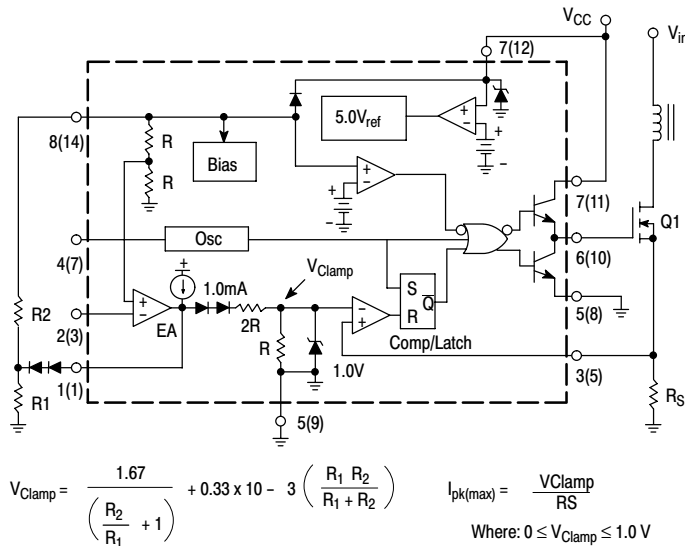 VCC
Vin
7(12)
5.0Vref
+
–
+
–
8(14)
R
R
Bias
+
–
+
–
7(11)
Q1
4(7)
Osc
6(10)
VClamp
+
1.0mA
S
Q
R
5(8)
+
–
EA
2R
–
+
R2
2(3)
R
1.0V
Comp/Latch
3(5)
1(1)
R1
5(9)
RS
VClamp = 1.67 / (R2/R1 + 1) + 0.33 x 10 – 3 (R1 R2 / R1 + R2)
Ipk(max) = VClamp / RS
Where: 0 ≤ VClamp ≤ 1.0 V